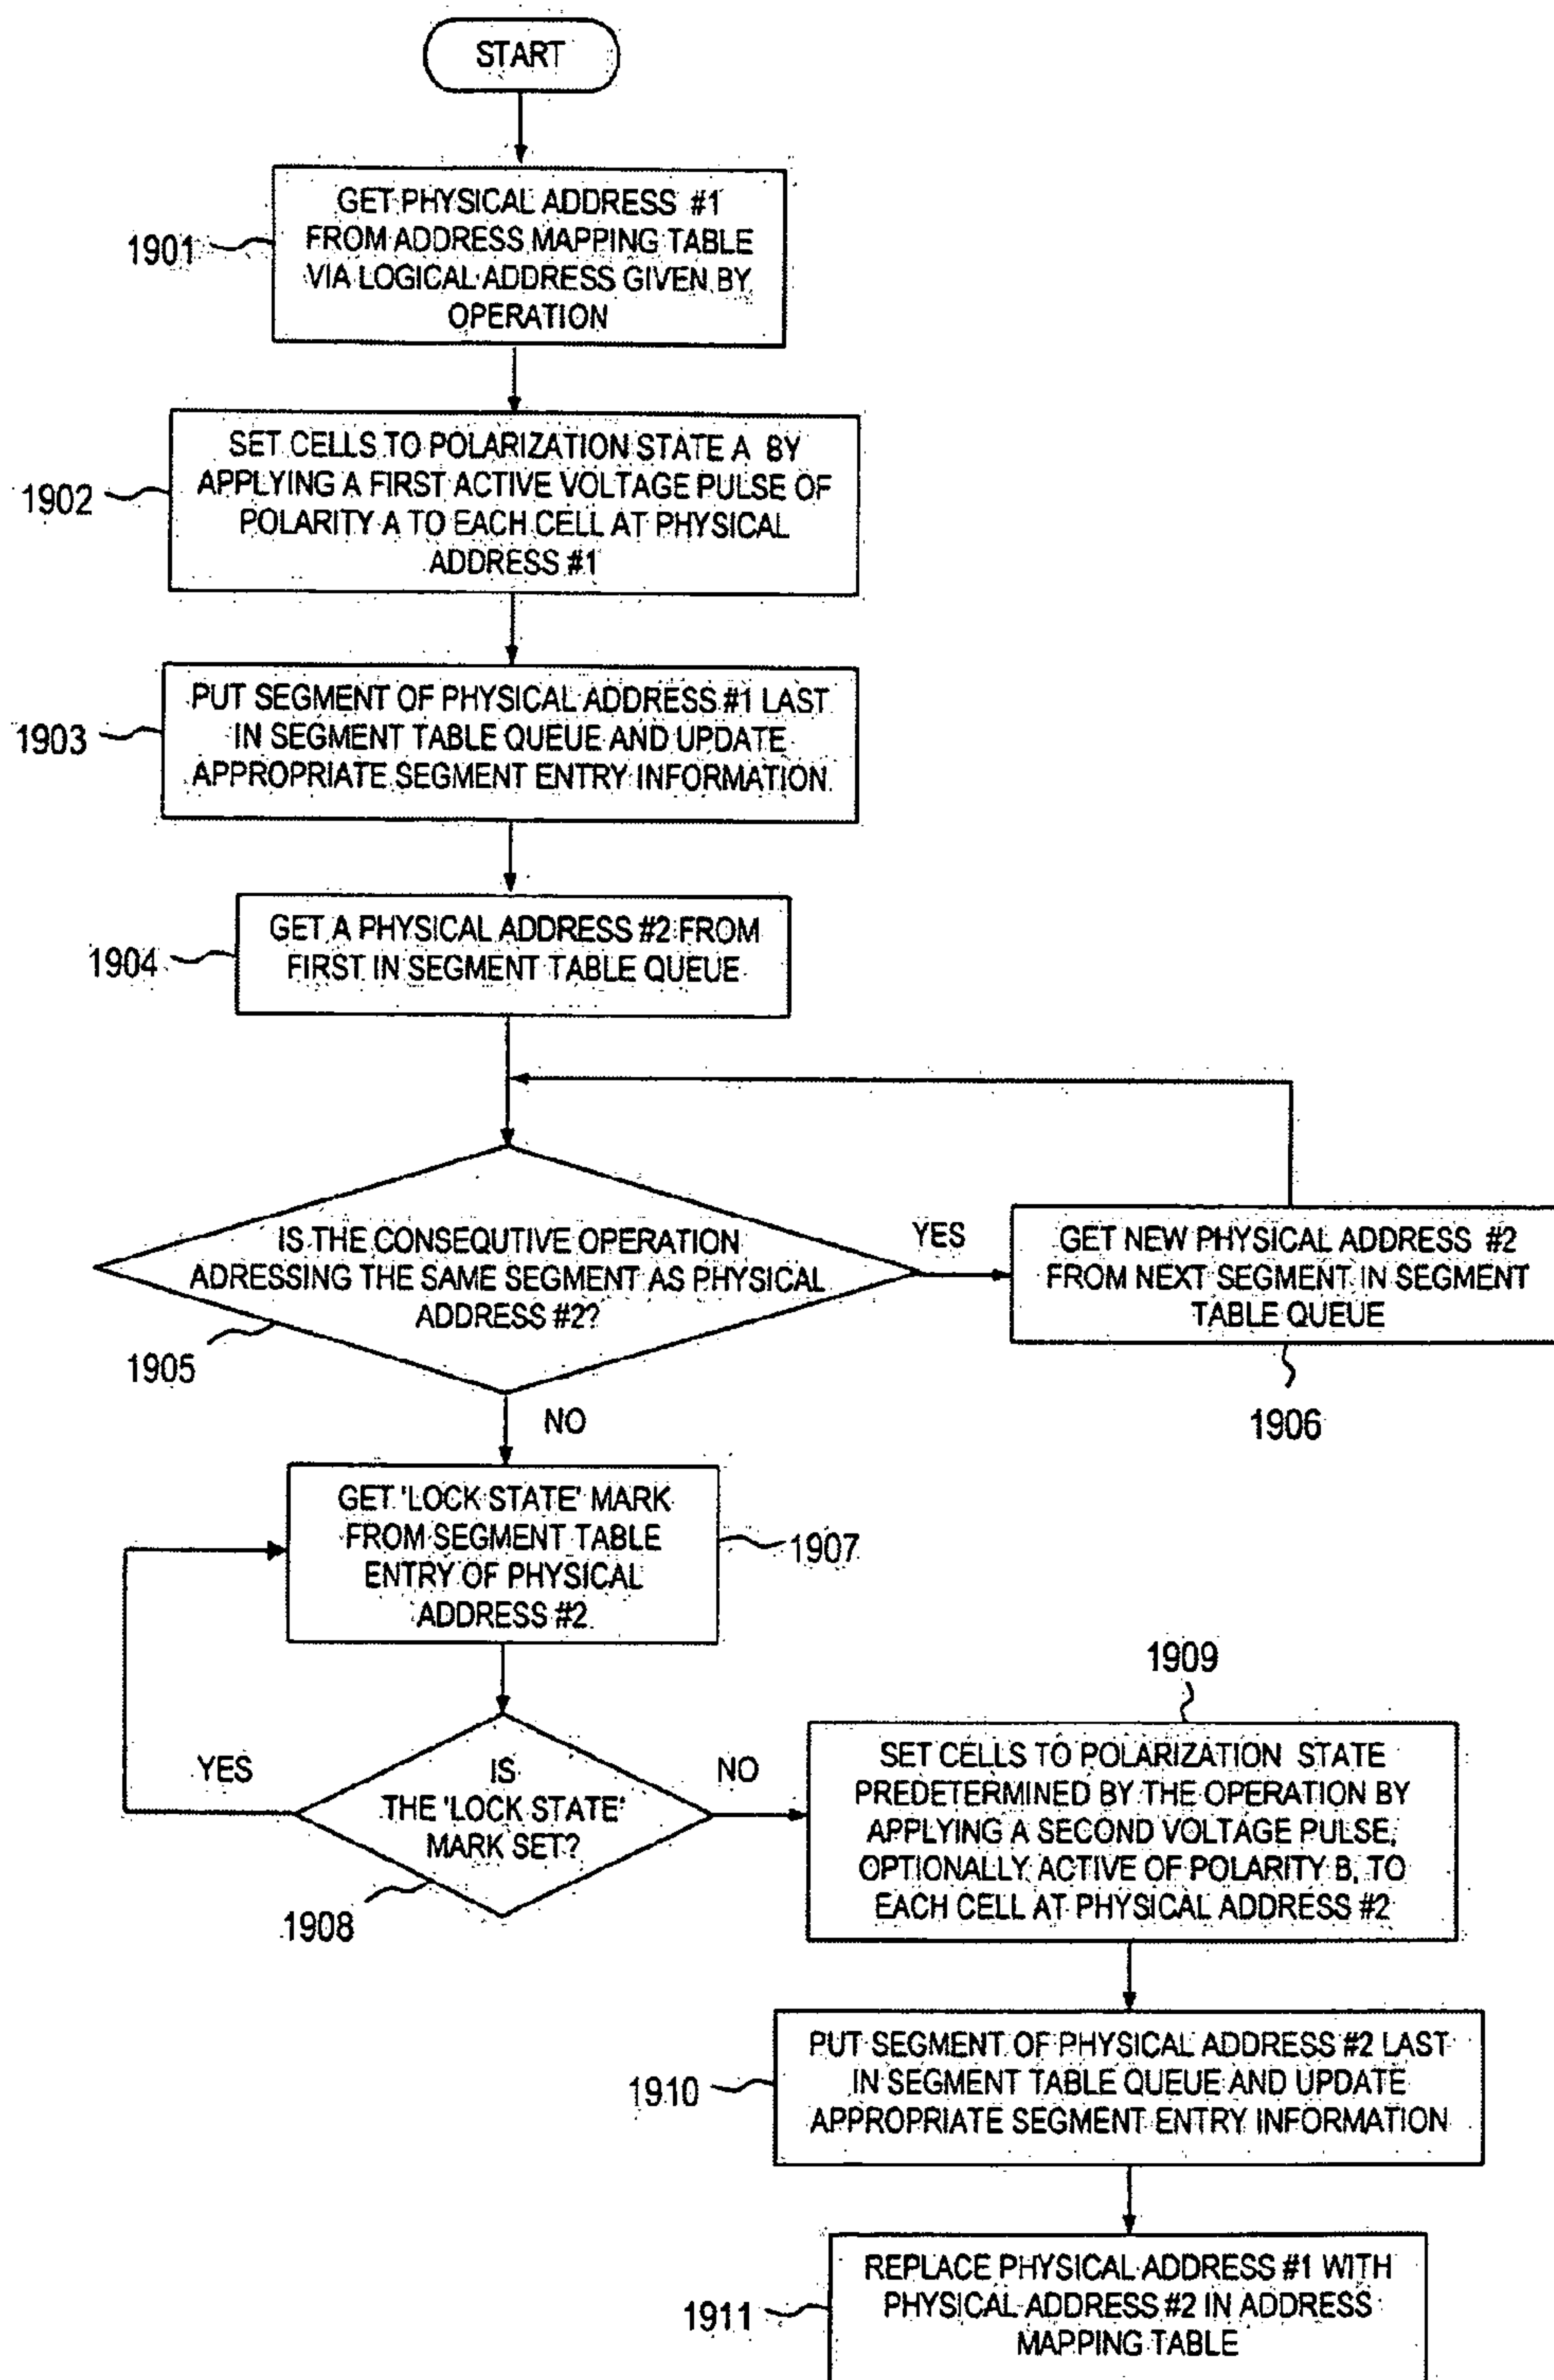 START
GET PHYSICAL ADDRESS #1
FROM ADDRESS MAPPING TABLE
VIA LOGICAL ADDRESS GIVEN BY
OPERATION
1901
SET CELLS TO POLARIZATION STATE A BY
APPLYING A FIRST ACTIVE VOLTAGE PULSE OF
POLARITY A TO EACH CELL AT PHYSICAL
ADDRESS #1
1902
PUT SEGMENT OF PHYSICAL ADDRESS #1 LAST
IN SEGMENT TABLE QUEUE AND UPDATE
APPROPRIATE SEGMENT ENTRY INFORMATION
1903
GET A PHYSICAL ADDRESS #2 FROM
FIRST IN SEGMENT TABLE QUEUE
1904
IS THE CONSEQUTIVE OPERATION
ADRESSING THE SAME SEGMENT AS PHYSICAL
ADDRESS #2?
1905
YES
GET NEW PHYSICAL ADDRESS #2
FROM NEXT SEGMENT IN SEGMENT
TABLE QUEUE
1906
NO
GET 'LOCK STATE' MARK
FROM SEGMENT TABLE
ENTRY OF PHYSICAL
ADDRESS #2
1907
YES
IS
THE 'LOCK STATE'
MARK SET?
1908
NO
1909
SET CELLS TO POLARIZATION STATE
PREDETERMINED BY THE OPERATION BY
APPLYING A SECOND VOLTAGE PULSE,
OPTIONALLY ACTIVE OF POLARITY B, TO
EACH CELL AT PHYSICAL ADDRESS #2
PUT SEGMENT OF PHYSICAL ADDRESS #2 LAST
IN SEGMENT TABLE QUEUE AND UPDATE
APPROPRIATE SEGMENT ENTRY INFORMATION
1910
REPLACE PHYSICAL ADDRESS #1 WITH
PHYSICAL ADDRESS #2 IN ADDRESS
MAPPING TABLE
1911